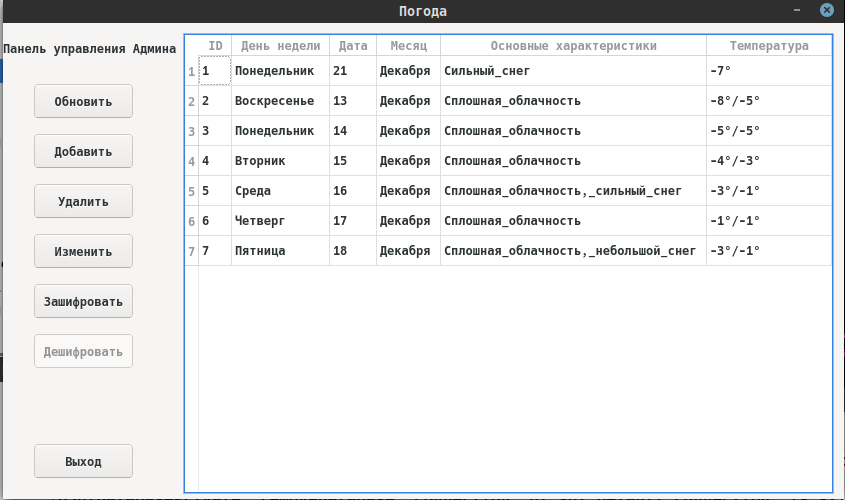 Погода
Панель управления Админа
Обновить
Добавить
Удалить
Изменить
Зашифровать
Дешифровать
Выход
ID День недели Дата Месяц Основные характеристики Температура
1 1 Понедельник 21 Декабря Сильный_снег -7°
2 2 Воскресенье 13 Декабря Сплошная_облачность -8°/-5°
3 3 Понедельник 14 Декабря Сплошная_облачность -5°/-5°
4 4 Вторник 15 Декабря Сплошная_облачность -4°/-3°
5 5 Среда 16 Декабря Сплошная_облачность,_сильный_снег -3°/-1°
6 6 Четверг 17 Декабря Сплошная_облачность -1°/-1°
7 7 Пятница 18 Декабря Сплошная_облачность,_небольшой_снег -3°/-1°